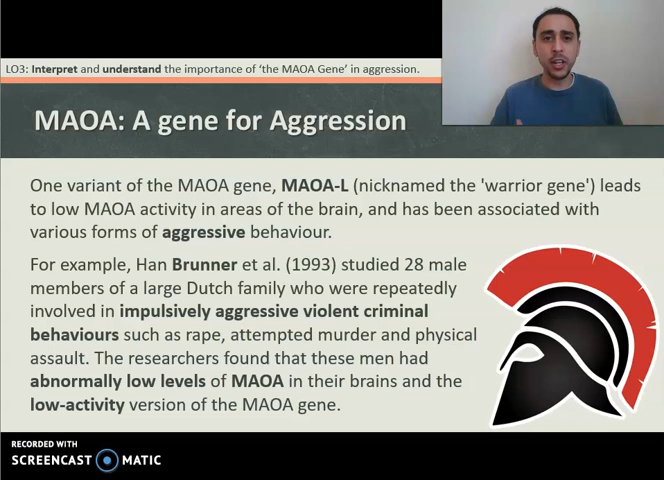 LO3: Interpret and understand the importance of ‘the MAOA Gene’ in aggression.
MAOA: A gene for Aggression
One variant of the MAOA gene, MAOA-L (nicknamed the 'warrior gene') leads
to low MAOA activity in areas of the brain, and has been associated with
various forms of aggressive behaviour.
For example, Han Brunner et al. (1993) studied 28 male
members of a large Dutch family who were repeatedly
involved in impulsively aggressive violent criminal
behaviours such as rape, attempted murder and physical
assault. The researchers found that these men had
abnormally low levels of MAOA in their brains and the
low-activity version of the MAOA gene.
RECORDED WITH
SCREENCAST MATIC